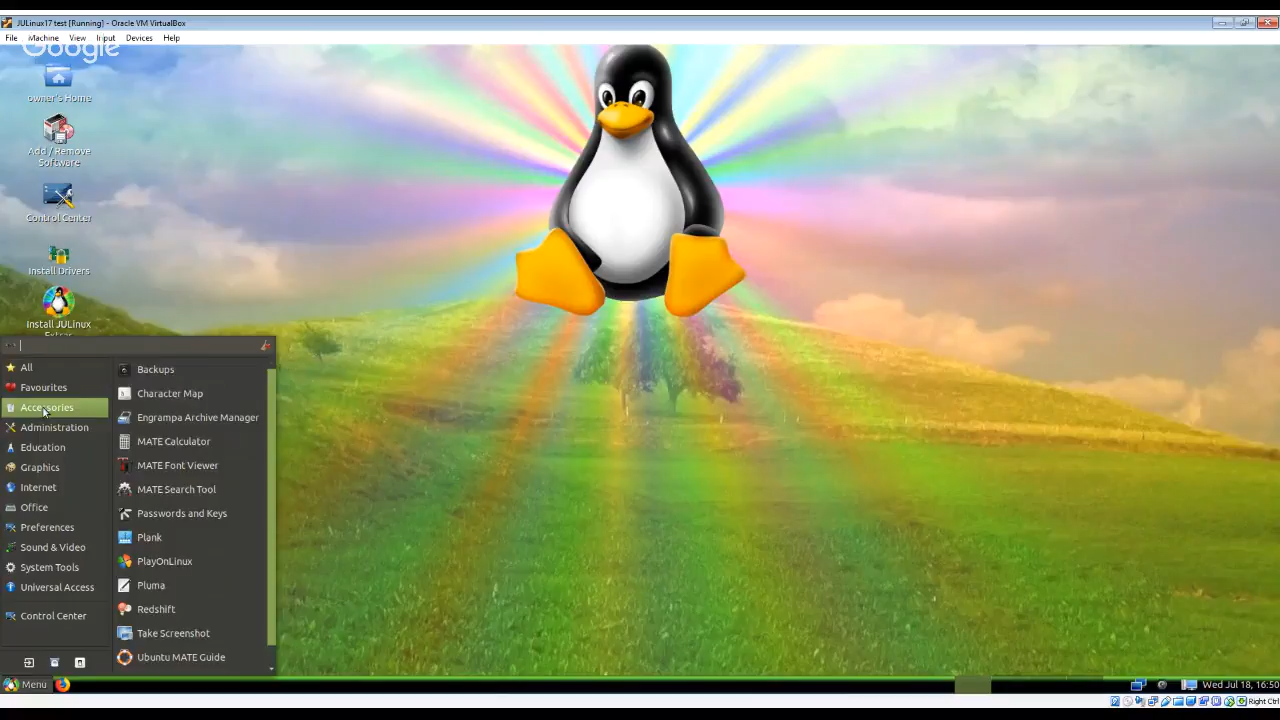 JULinux17 test [Running] - Oracle VM VirtualBox
File Machine View Input Devices Help
Google
owner's Home
Add / Remove
Software
Control Center
Install Drivers
Install JULinux
Extras
All
Favourites
Accessories
Administration
Education
Graphics
Internet
Office
Preferences
Sound & Video
System Tools
Universal Access
Control Center
Backups
Character Map
Engrampa Archive Manager
MATE Calculator
MATE Font Viewer
MATE Search Tool
Passwords and Keys
Plank
PlayOnLinux
Pluma
Redshift
Take Screenshot
Ubuntu MATE Guide
Menu
Wed Jul 18, 16:50
Right Ctrl